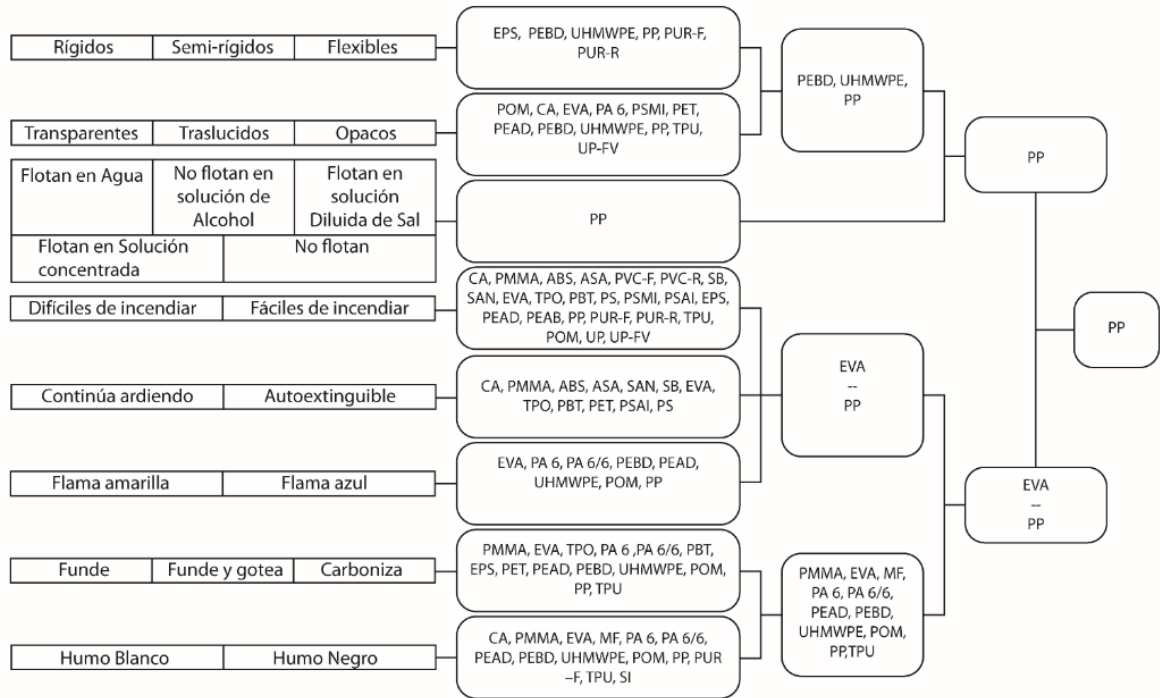 Rígidos
Semi-rígidos
Flexibles
EPS, PEBD, UHMWPE, PP, PUR-F,
PUR-R
PEBD, UHMWPE,
PP
Transparentes
Traslucidos
Opacos
POM, CA, EVA, PA 6, PSMI, PET,
PEAD, PEBD, UHMWPE, PP, TPU,
UP-FV
PP
Flotan en Agua
No flotan en
solución de
Alcohol
Flotan en
solución
Diluida de Sal
PP
Flotan en Solución
concentrada
No flotan
Difíciles de incendiar
Fáciles de incendiar
CA, PMMA, ABS, ASA, PVC-F, PVC-R, SB,
SAN, EVA, TPO, PBT, PS, PSMI, PSAI, EPS,
PEAD, PEAB, PP, PUR-F, PUR-R, TPU,
POM, UP, UP-FV
PP
EVA
--
PP
Continúa ardiendo
Autoextinguible
CA, PMMA, ABS, ASA, SAN, SB, EVA,
TPO, PBT, PET, PSAI, PS
Flama amarilla
Flama azul
EVA, PA 6, PA 6/6, PEBD, PEAD,
UHMWPE, POM, PP
EVA
--
PP
Funde
Funde y gotea
Carboniza
PMMA, EVA, TPO, PA 6 ,PA 6/6, PBT,
EPS, PET, PEAD, PEBD, UHMWPE, POM,
PP, TPU
PMMA, EVA, MF,
PA 6, PA 6/6,
PEAD, PEBD,
UHMWPE, POM,
PP,TPU
Humo Blanco
Humo Negro
CA, PMMA, EVA, MF, PA 6, PA 6/6,
PEAD, PEBD, UHMWPE, POM, PP, PUR
–F, TPU, SI